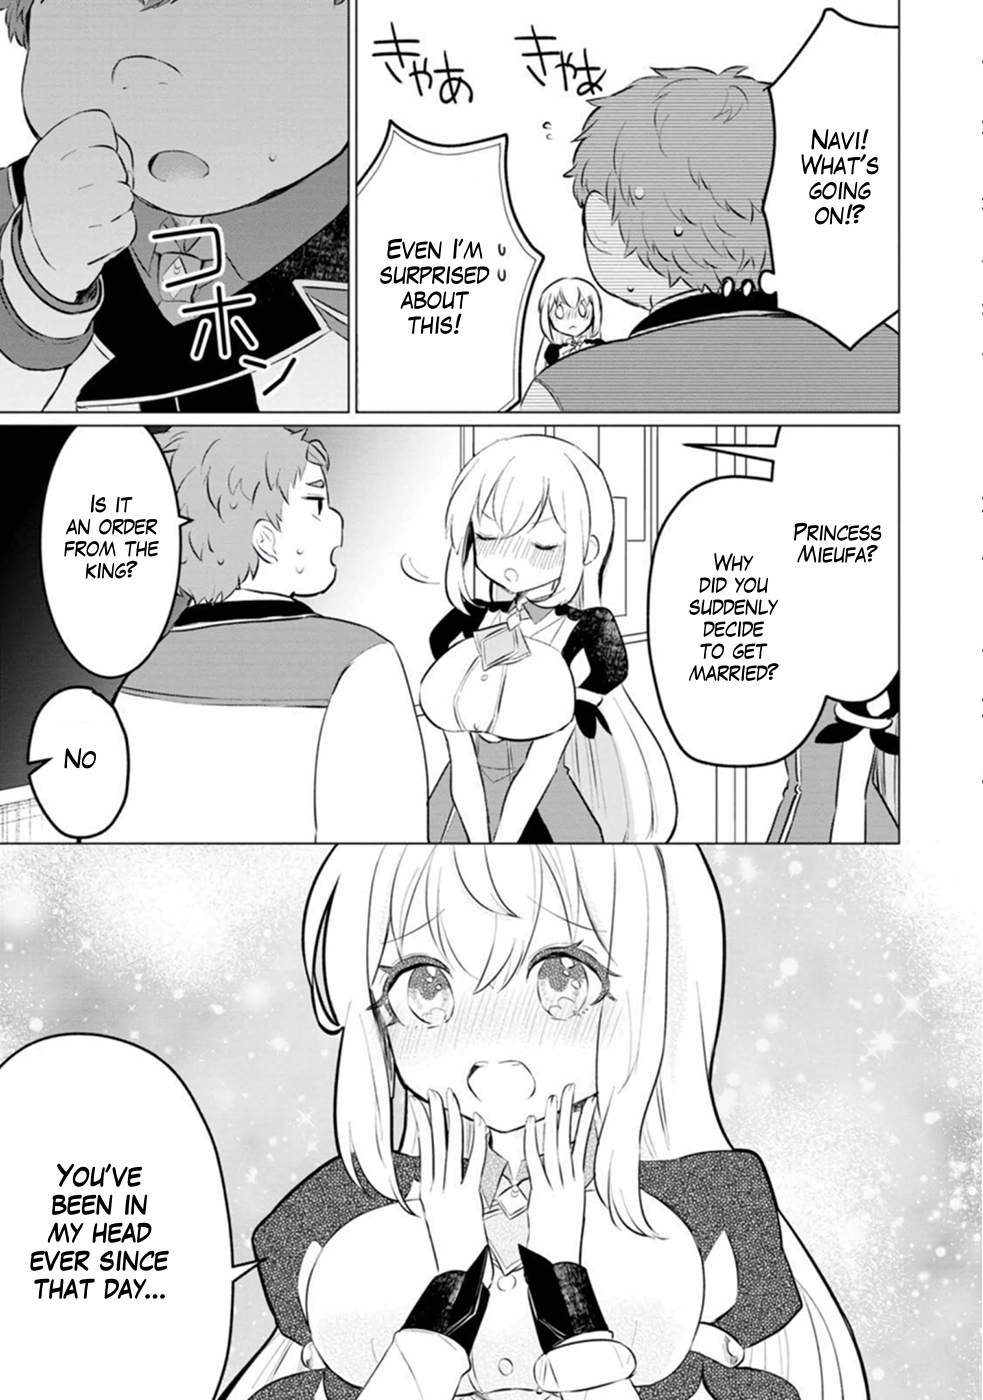 NAVI!
WHAT'S
GOING
ON!?
きゃあ
きゃあ
EVEN I'M
SURPRISED
ABOUT
THIS!
コホン
PRINCESS
MIEUFA?
WHY
DID YOU
SUDDENLY
DECIDE
TO GET
MARRIED?
IS IT
AN ORDER
FROM THE
KING?
NO
YOU'VE
BEEN IN
MY HEAD
EVER SINCE
THAT DAY...